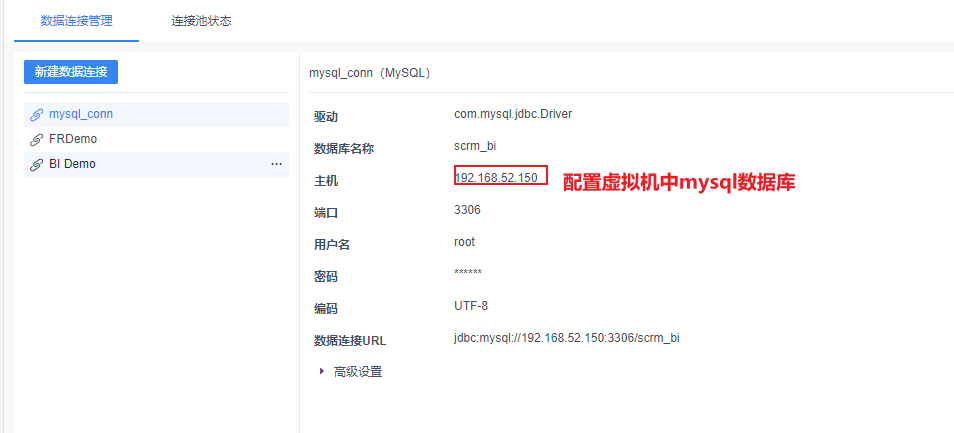 数据连接管理 连接池状态
新建数据连接
mysql_conn
FRDemo
BI Demo ···
mysql_conn（MySQL）
驱动 com.mysql.jdbc.Driver
数据库名称 scrm_bi
主机 192.168.52.150 配置虚拟机中mysql数据库
端口 3306
用户名 root
密码 ******
编码 UTF-8
数据连接URL jdbc:mysql://192.168.52.150:3306/scrm_bi
高级设置